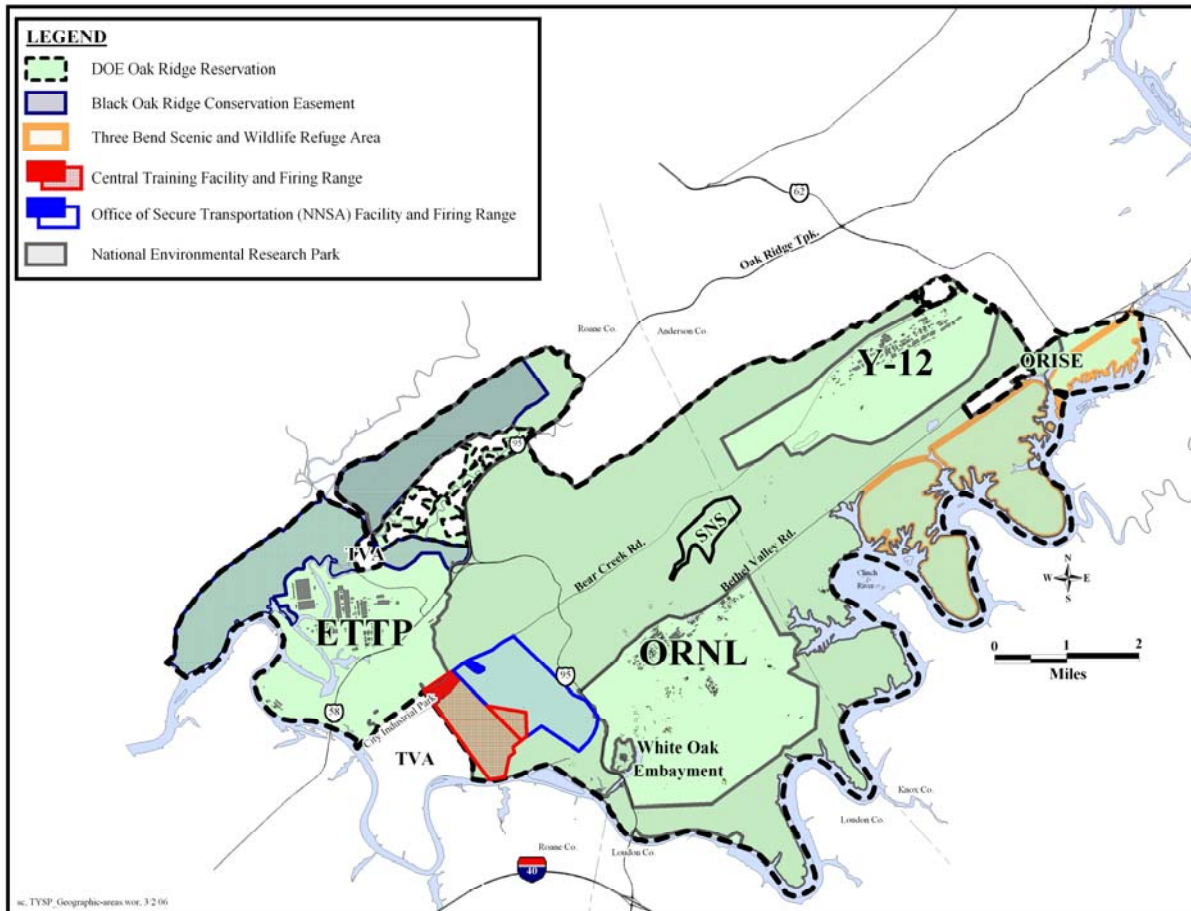 LEGEND
DOE Oak Ridge Reservation
Black Oak Ridge Conservation Easement
Three Bend Scenic and Wildlife Refuge Area
Central Training Facility and Firing Range
Office of Secure Transportation (NNSA) Facility and Firing Range
National Environmental Research Park
62
Oak Ridge Tpk.
Roane Co.
Anderson Co.
Y-12
ORISE
95
SNS
TVA
Bear Creek Rd.
Bethel Valley Rd.
Clinch
River
N
W
E
S
ETTP
ORNL
0
1
2
Miles
95
58
City Industrial Park
TVA
White Oak
Embayment
Knox Co.
Loudon Co.
Roane Co.
Loudon Co.
40
sc, TYSP_Geographic-areas wor, 3/2/06